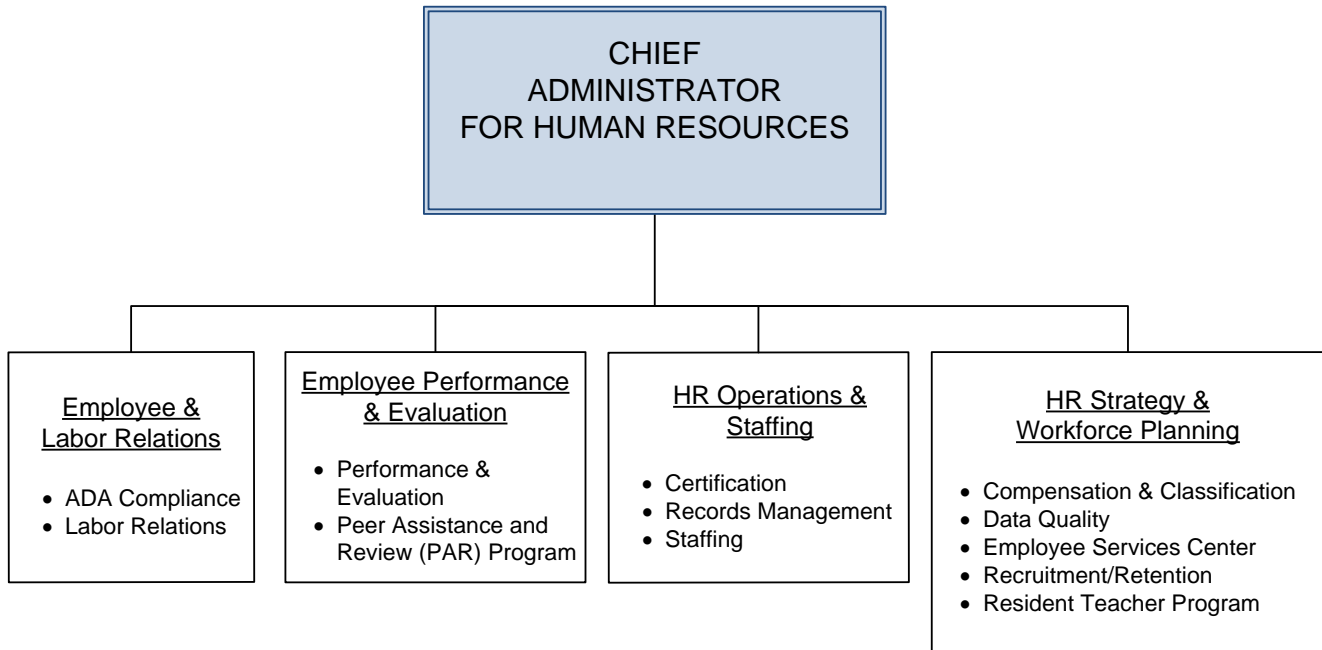 CHIEF
ADMINISTRATOR
FOR HUMAN RESOURCES
Employee &
Labor Relations
• ADA Compliance
• Labor Relations
Employee Performance
& Evaluation
• Performance &
Evaluation
• Peer Assistance and
Review (PAR) Program
HR Operations &
Staffing
• Certification
• Records Management
• Staffing
HR Strategy &
Workforce Planning
• Compensation & Classification
• Data Quality
• Employee Services Center
• Recruitment/Retention
• Resident Teacher Program